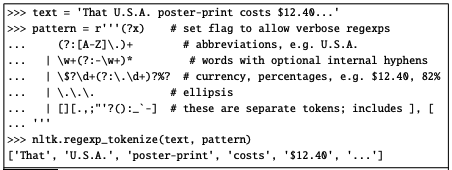 >>> text = 'That U.S.A. poster-print costs $12.40...'
>>> pattern = r'''(?x)    # set flag to allow verbose regexps
...     (?:[A-Z]\.)+        # abbreviations, e.g. U.S.A.
...   | \w+(?:-\w+)*        # words with optional internal hyphens
...   | \$?\d+(?:\.\d+)?%?  # currency, percentages, e.g. $12.40, 82%
...   | \.\.\.              # ellipsis
...   | [][.,;"'?():_`-]    # these are separate tokens; includes ], [
... '''
>>> nltk.regexp_tokenize(text, pattern)
['That', 'U.S.A.', 'poster-print', 'costs', '$12.40', '...']